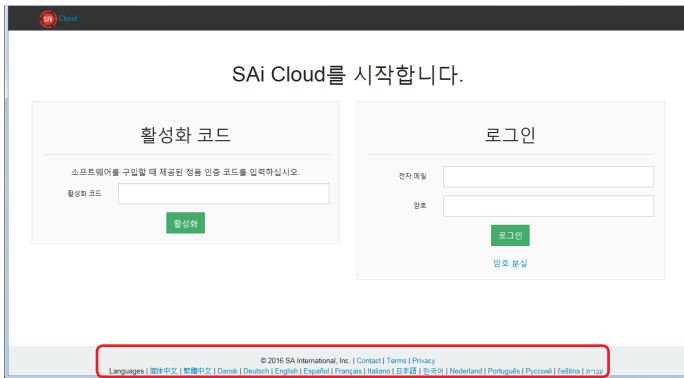 SAi Cloud
SAi Cloud를 시작합니다.
활성화 코드
소프트웨어를 구입할 때 제공된 정품 인증 코드를 입력하십시오.
활성화 코드
활성화
로그인
전자 메일
암호
로그인
암호 분실
© 2016 SA International, Inc. | Contact | Terms | Privacy
Languages | 简体中文 | 繁體中文 | Dansk | Deutsch | English | Español | Français | Italiano | 日本語 | 한국어 | Nederland | Português | Русский | čeština | עברית